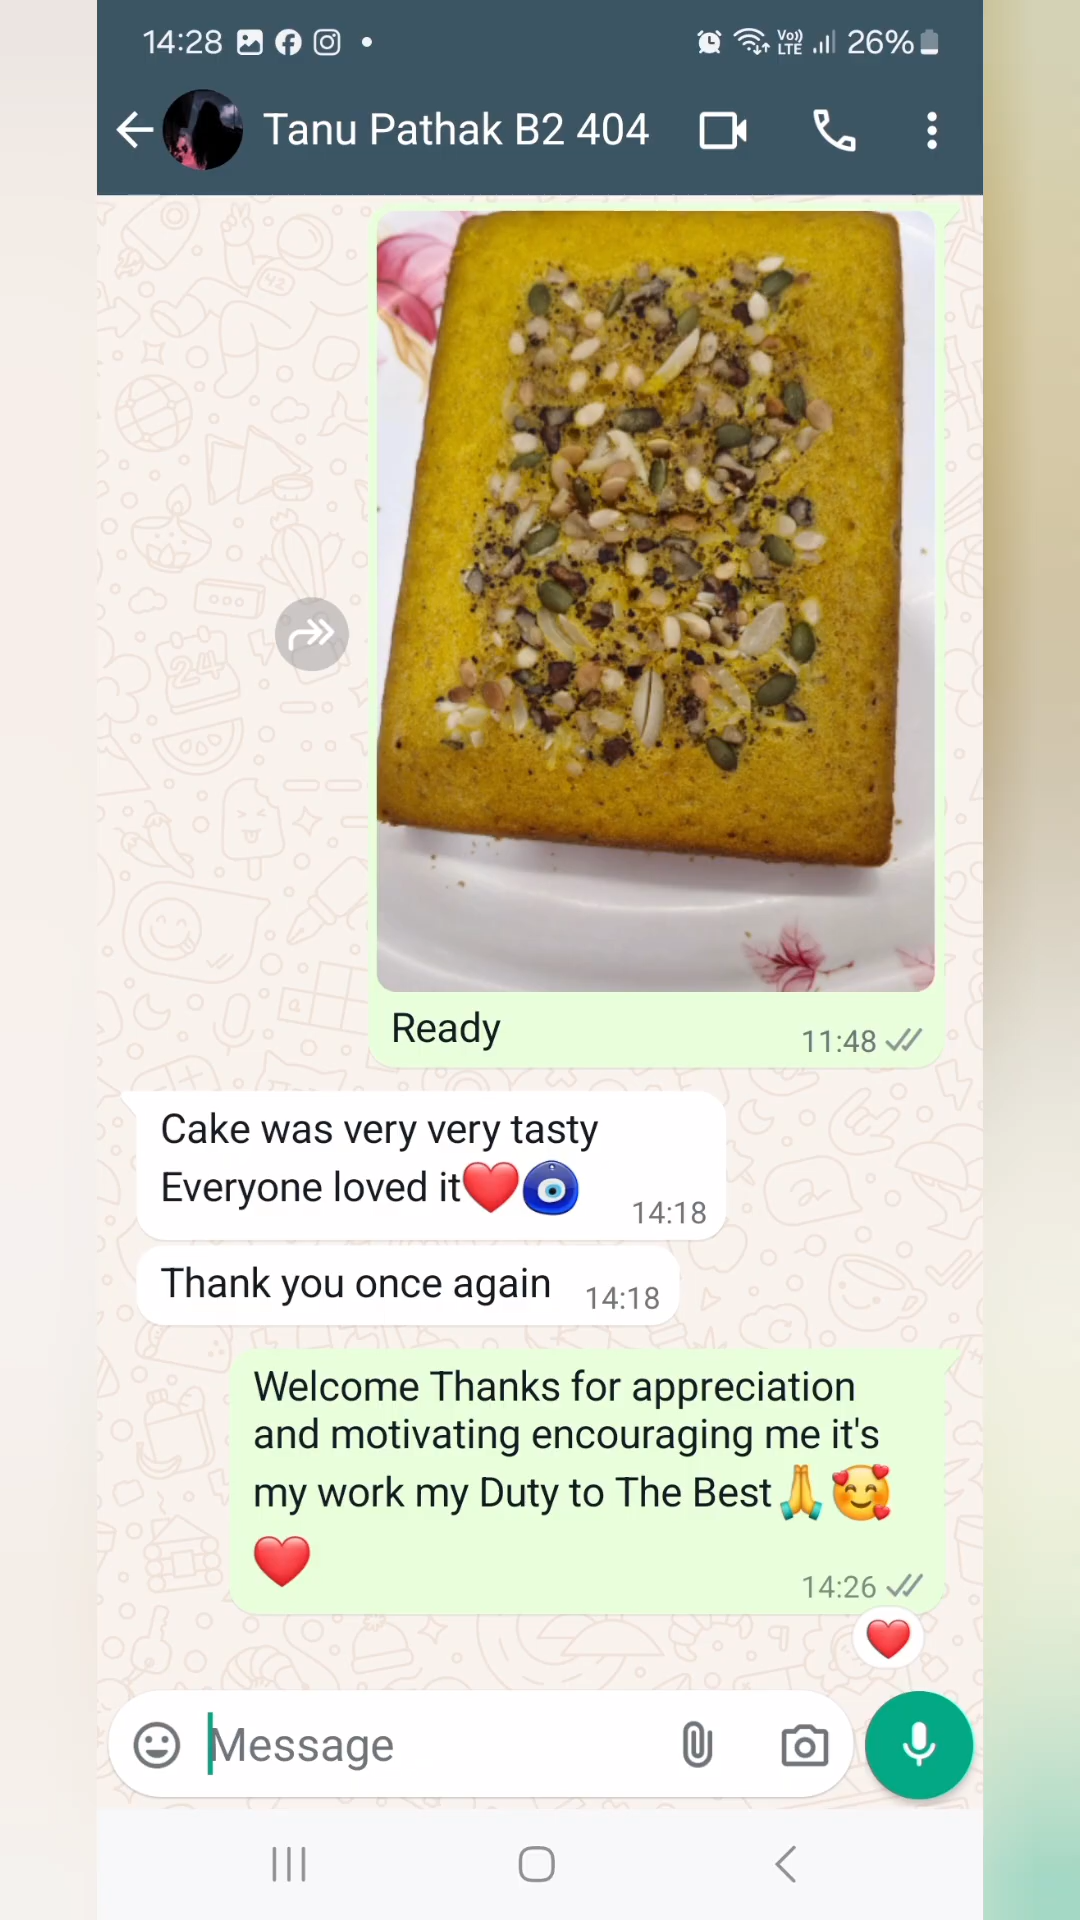 14:28
Vo))
LTE
26%
Tanu Pathak B2 404
Ready
11:48
Cake was very very tasty
Everyone loved it❤️🧿
14:18
Thank you once again
14:18
Welcome Thanks for appreciation
and motivating encouraging me it's
my work my Duty to The Best🙏🥰
❤️
14:26
❤️
Message